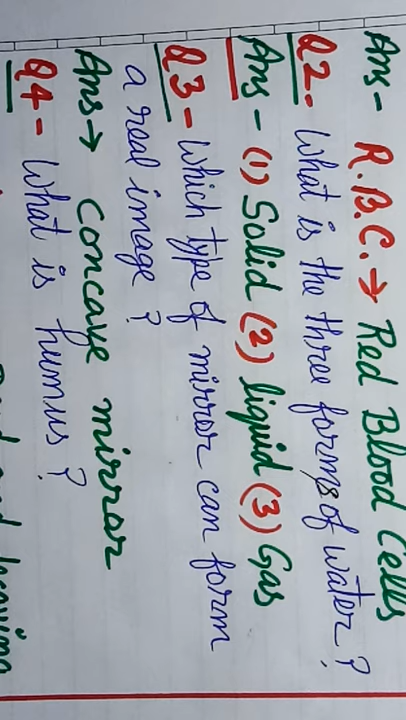 Ans- R.B.C.→ Red Blood Cells
Q2.- What is the three forms of water?
Ans- (1) Solid (2) liquid (3) Gas
Q3- Which type of mirror can form
a real image?
Ans→ Concave mirror
Q4- What is humus?